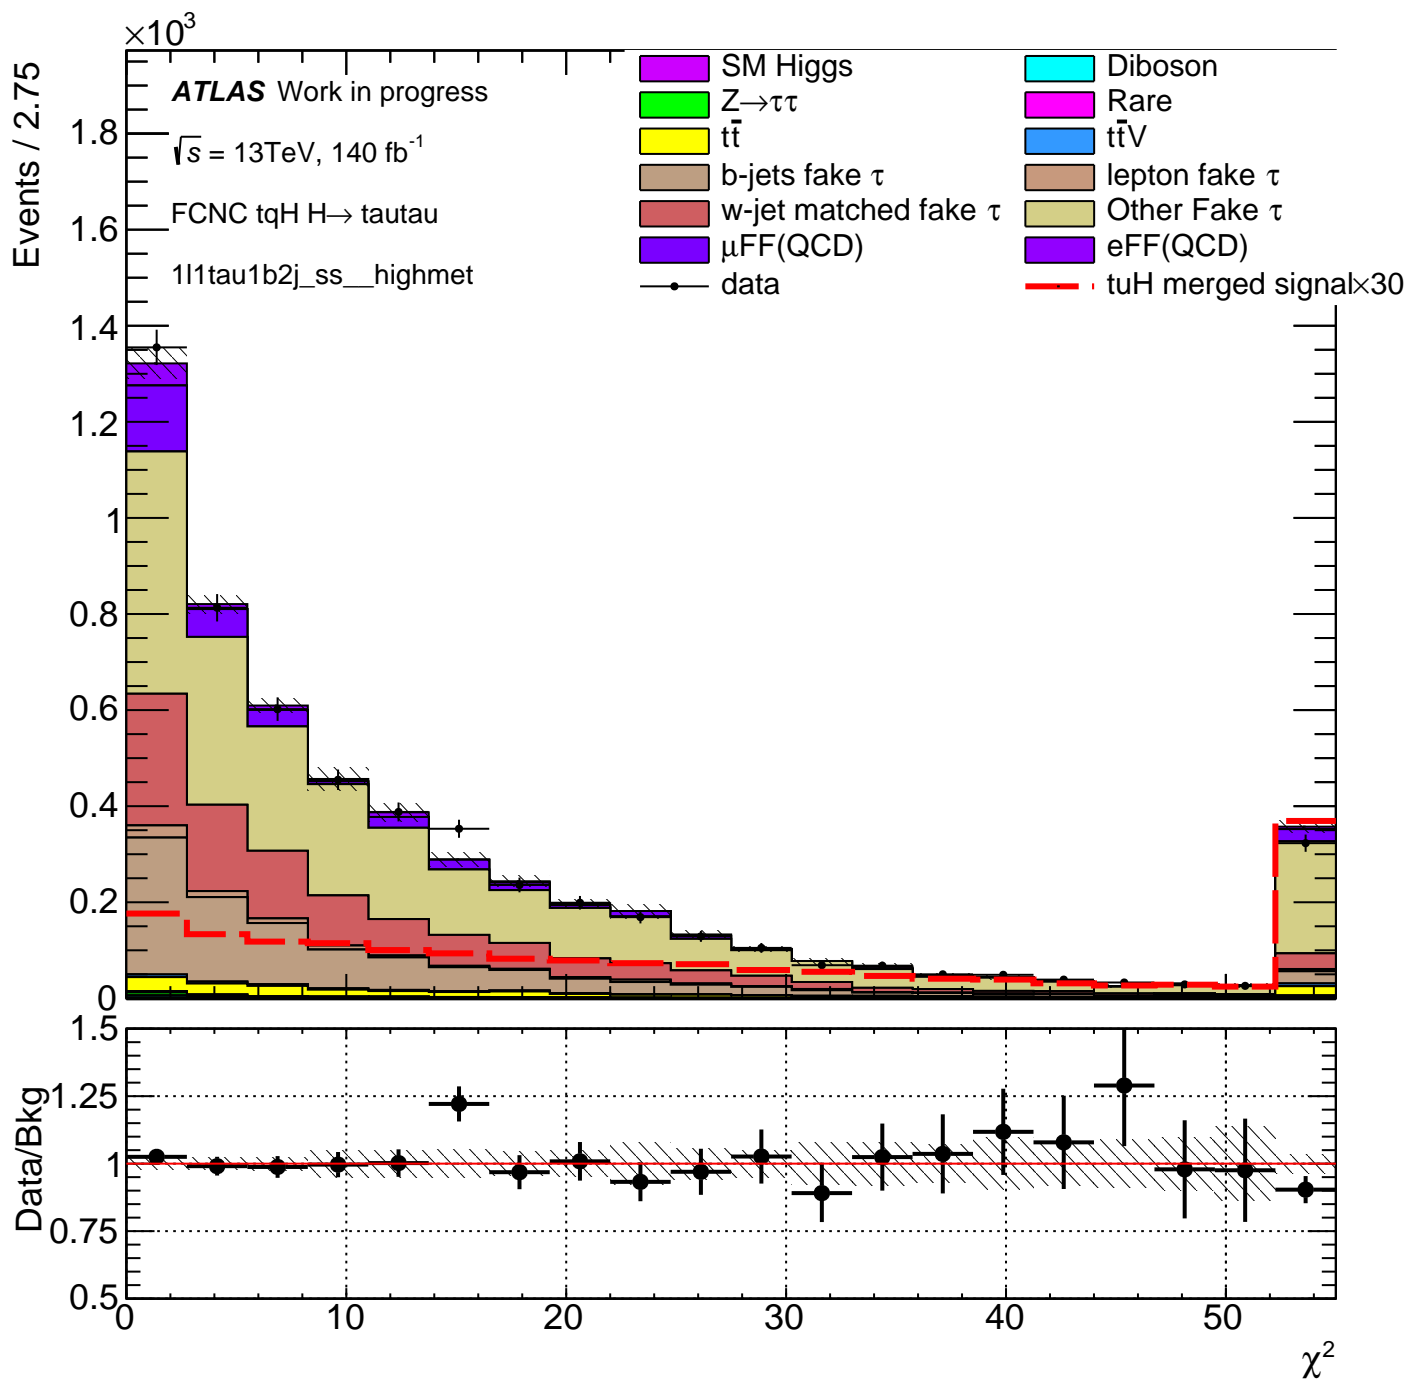 ×10³
Events / 2.75
ATLAS Work in progress
√s = 13TeV, 140 fb⁻¹
FCNC tqH H→ tautau
1l1tau1b2j_ss__highmet
SM Higgs
Diboson
Z→ττ
Rare
tt̄
tt̄V
b-jets fake τ
lepton fake τ
w-jet matched fake τ
Other Fake τ
μFF(QCD)
eFF(QCD)
data
tuH merged signal×30
1.8
1.6
1.4
1.2
1
0.8
0.6
0.4
0.2
0
Data/Bkg
1.5
1.25
1
0.75
0.5
0 10 20 30 40 50
χ²